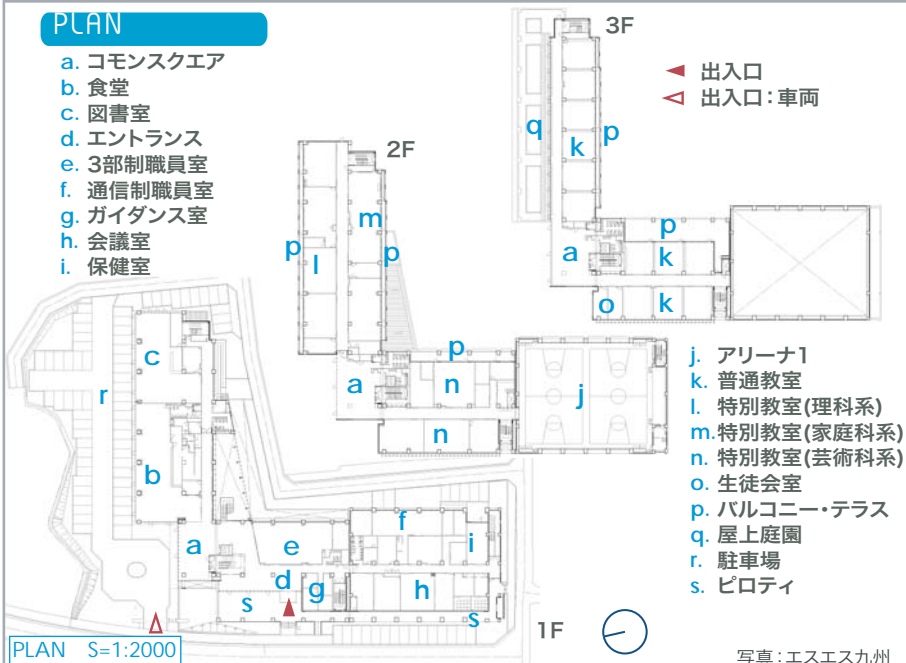 PLAN
a. コモンスクエア
b. 食堂
c. 図書室
d. エントランス
e. 3部制職員室
f. 通信制職員室
g. ガイダンス室
h. 会議室
i. 保健室
3F
出入口
出入口：車両
q
k
p
p
a
k
o
k
2F
m
p
l
p
p
a
n
j
n
j. アリーナ1
k. 普通教室
l. 特別教室(理科系)
m.特別教室(家庭科系)
n. 特別教室(芸術科系)
o. 生徒会室
p. バルコニー・テラス
q. 屋上庭園
r. 駐車場
s. ピロティ
c
r
b
a
e
f
i
d
g
h
s
s
1F
PLAN S=1:2000
写真：エスエス九州